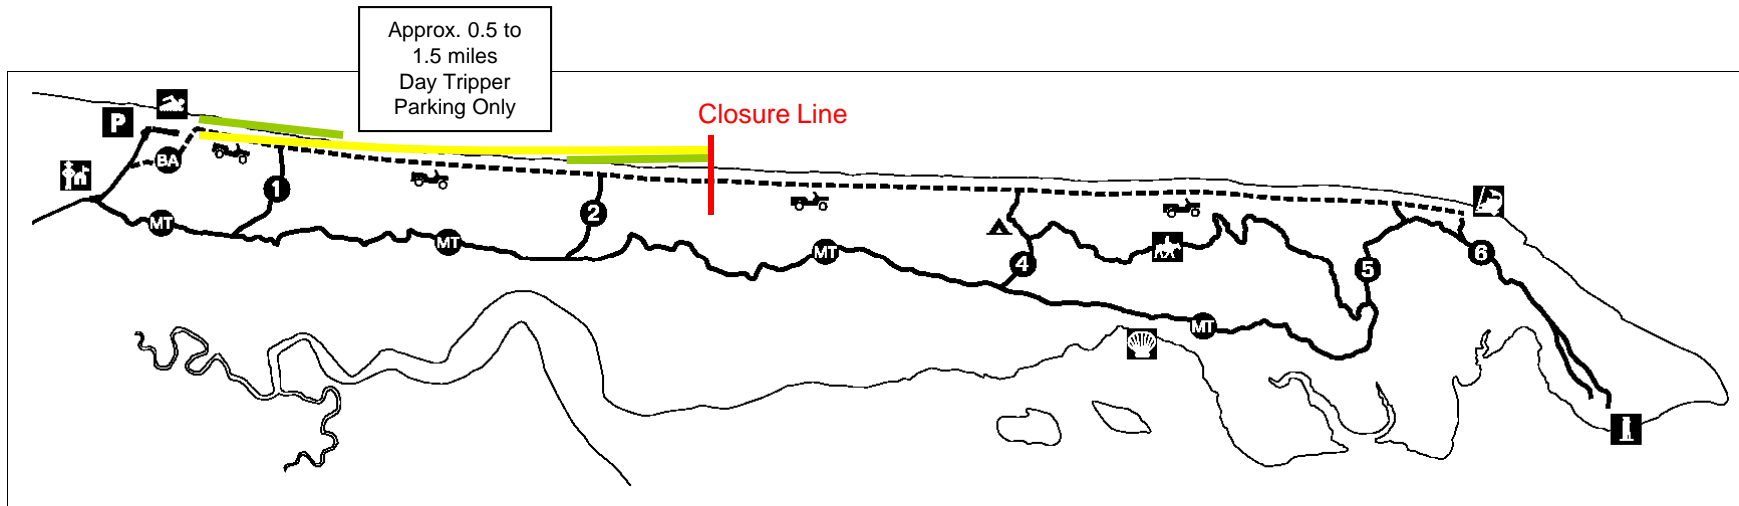 Approx. 0.5 to
1.5 miles
Day Tripper
Parking Only
Closure Line
P
BA
1
2
MT
MT
MT
4
5
6
MT